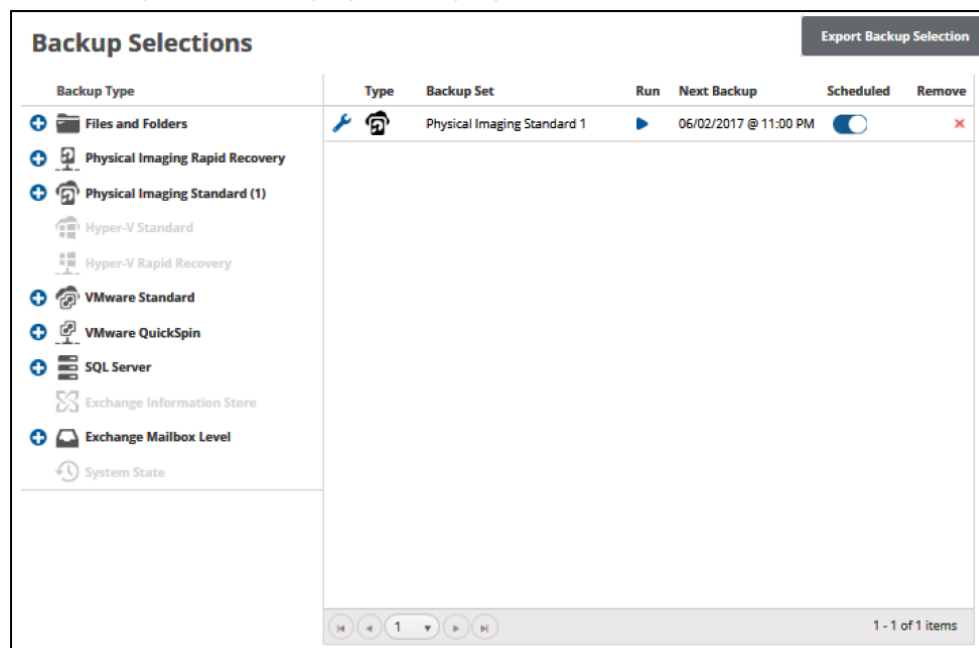 Backup Selections
Export Backup Selection
Backup Type
Type Backup Set Run Next Backup Scheduled Remove
Files and Folders
Physical Imaging Standard 1 06/02/2017 @ 11:00 PM
Physical Imaging Rapid Recovery
Physical Imaging Standard (1)
Hyper-V Standard
Hyper-V Rapid Recovery
VMware Standard
VMware QuickSpin
SQL Server
Exchange Information Store
Exchange Mailbox Level
System State
1
1 - 1 of 1 items